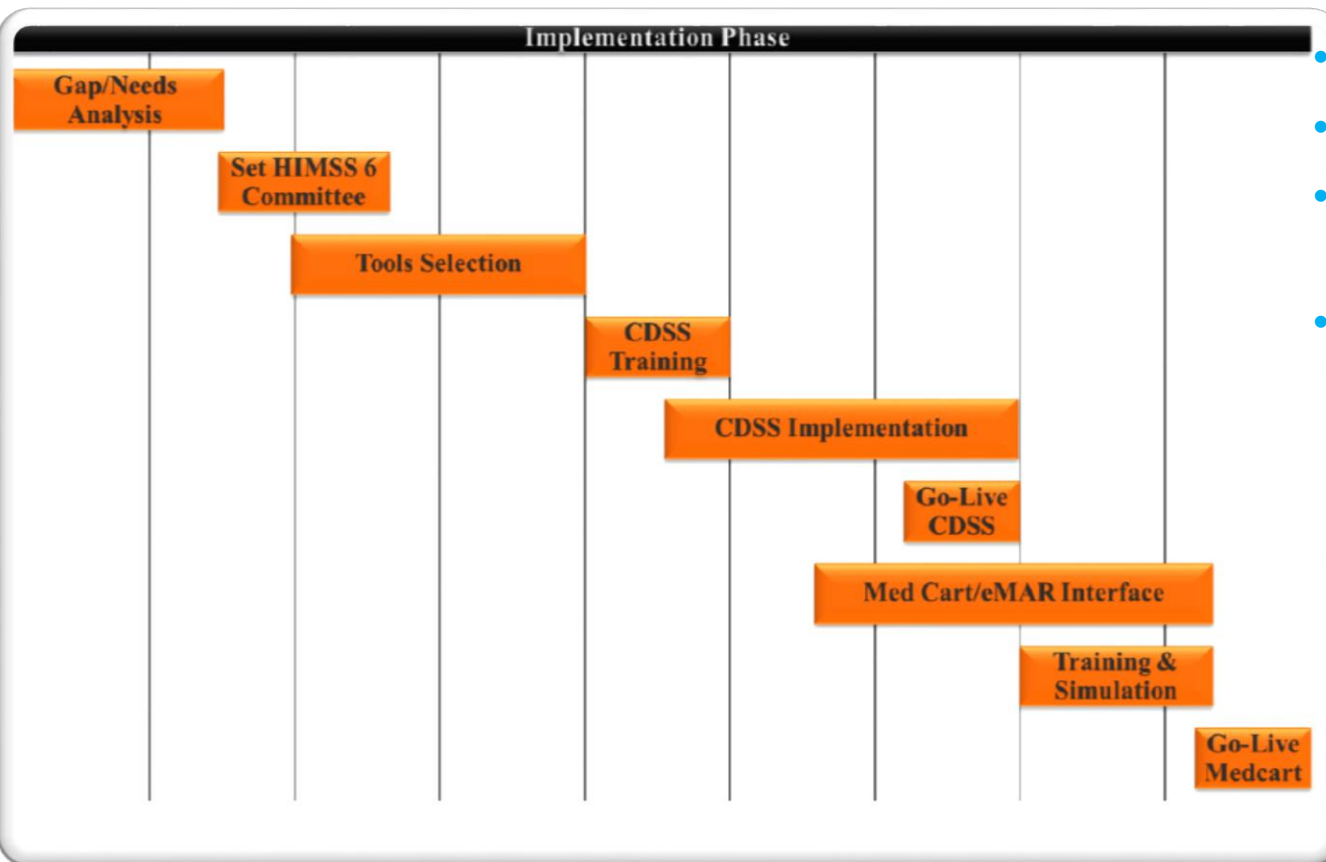 Implementation Phase
Gap/Needs
Analysis
Set HIMSS 6
Committee
Tools Selection
CDSS
Training
CDSS Implementation
Go-Live
CDSS
Med Cart/eMAR Interface
Training &
Simulation
Go-Live
Medcart